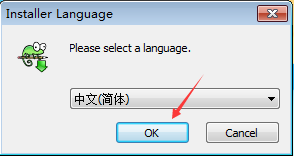 Installer Language
Please select a language.
中文(简体)
OK
Cancel